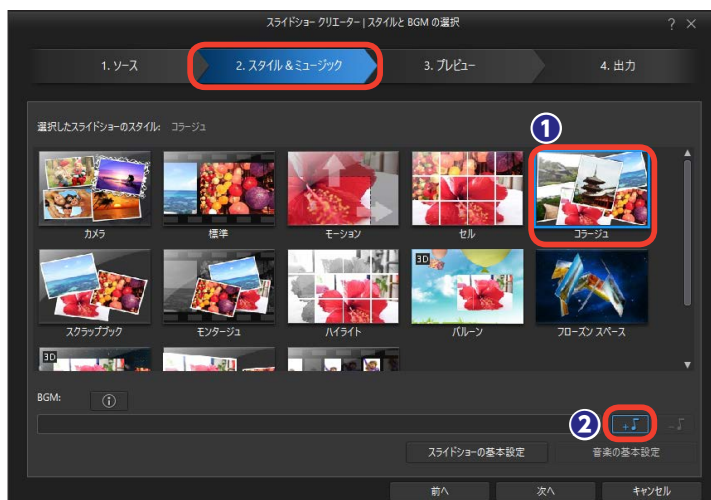 スライドショー クリエーター | スタイルと BGM の選択
? ×
1. ソース
2. スタイル & ミュージック
3. プレビュー
4. 出力
選択したスライドショーのスタイル: コラージュ
1
カメラ
標準
モーション
セル
コラージュ
3D
スクラップブック
モンタージュ
ハイライト
バルーン
フローズン スペース
3D
BGM:
2
スライドショーの基本設定
音楽の基本設定
前へ
次へ
キャンセル